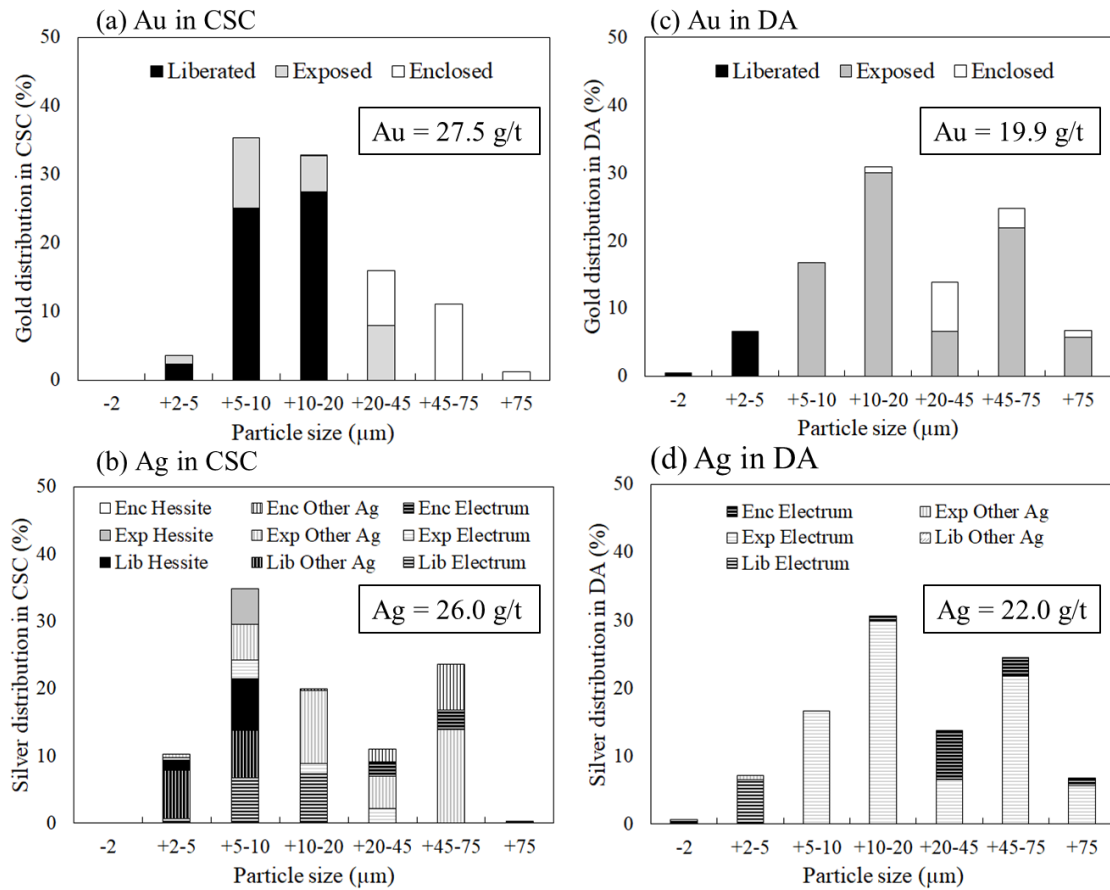 (a) Au in CSC
50
40
30
20
10
0
Gold distribution in CSC (%)
Liberated Exposed Enclosed
Au = 27.5 g/t
-2 +2-5 +5-10 +10-20 +20-45 +45-75 +75
Particle size (µm)
(c) Au in DA
50
40
30
20
10
0
Gold distribution in DA (%)
Liberated Exposed Enclosed
Au = 19.9 g/t
-2 +2-5 +5-10 +10-20 +20-45 +45-75 +75
Particle size (µm)
(b) Ag in CSC
50
40
30
20
10
0
Silver distribution in CSC (%)
Enc Hessite Enc Other Ag Enc Electrum
Exp Hessite Exp Other Ag Exp Electrum
Lib Hessite Lib Other Ag Lib Electrum
Ag = 26.0 g/t
-2 +2-5 +5-10 +10-20 +20-45 +45-75 +75
Particle size (µm)
(d) Ag in DA
50
40
30
20
10
0
Silver distribution in DA (%)
Enc Electrum Exp Other Ag
Exp Electrum Lib Other Ag
Lib Electrum
Ag = 22.0 g/t
-2 +2-5 +5-10 +10-20 +20-45 +45-75 +75
Particle size (µm)